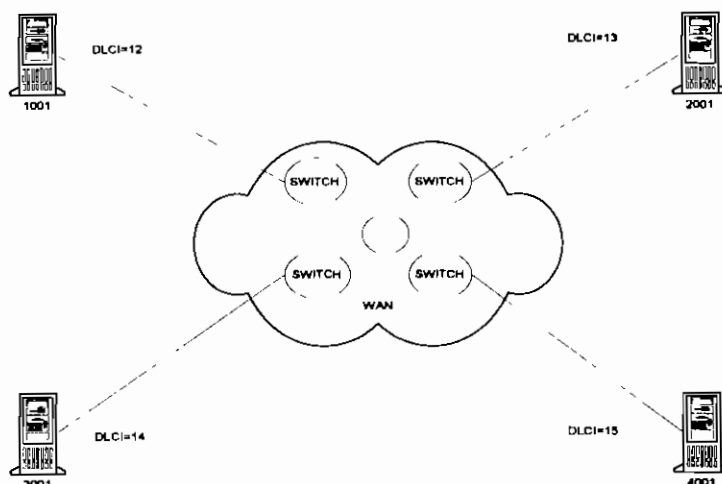 DLCI=12
DLCI=13
1001
2001
SWITCH
SWITCH
SWITCH
SWITCH
WAN
DLCI=14
DLCI=15
4001